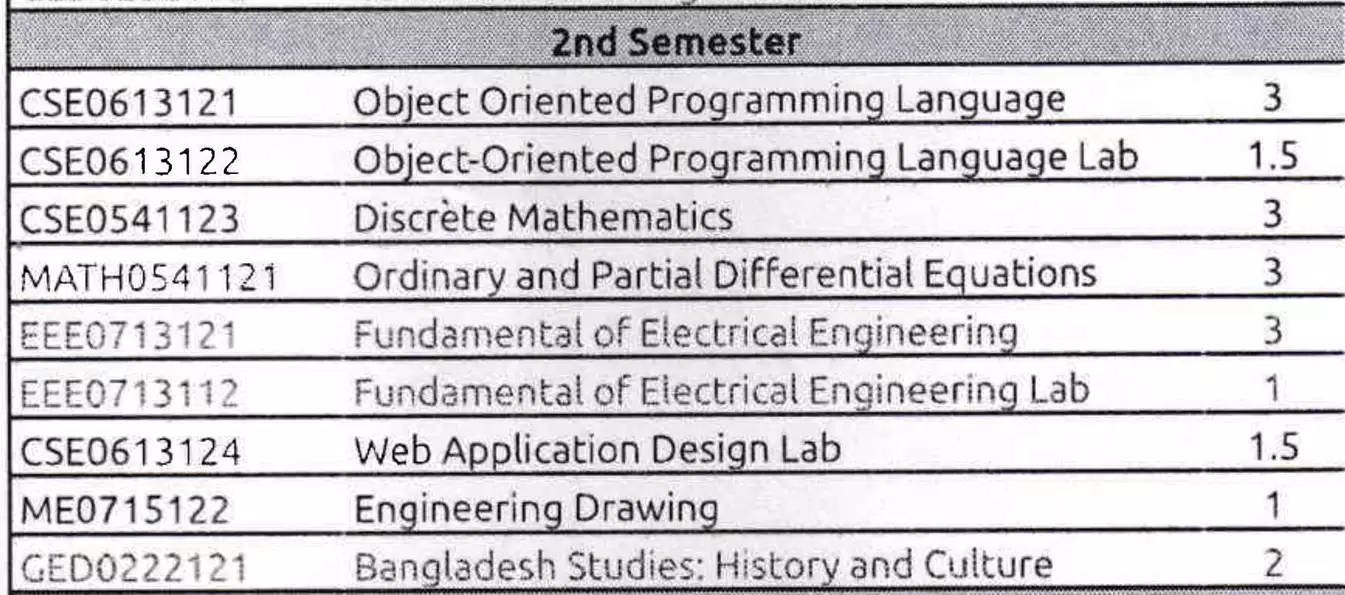 2nd Semester
CSE0613121 Object Oriented Programming Language 3
CSE0613122 Object-Oriented Programming Language Lab 1.5
CSE0541123 Discrète Mathematics 3
MATH0541121 Ordinary and Partial Differential Equations 3
EEE0713121 Fundamental of Electrical Engineering 3
EEE0713112 Fundamental of Electrical Engineering Lab 1
CSE0613124 Web Application Design Lab 1.5
ME0715122 Engineering Drawing 1
GED0222121 Bangladesh Studies: History and Culture 2